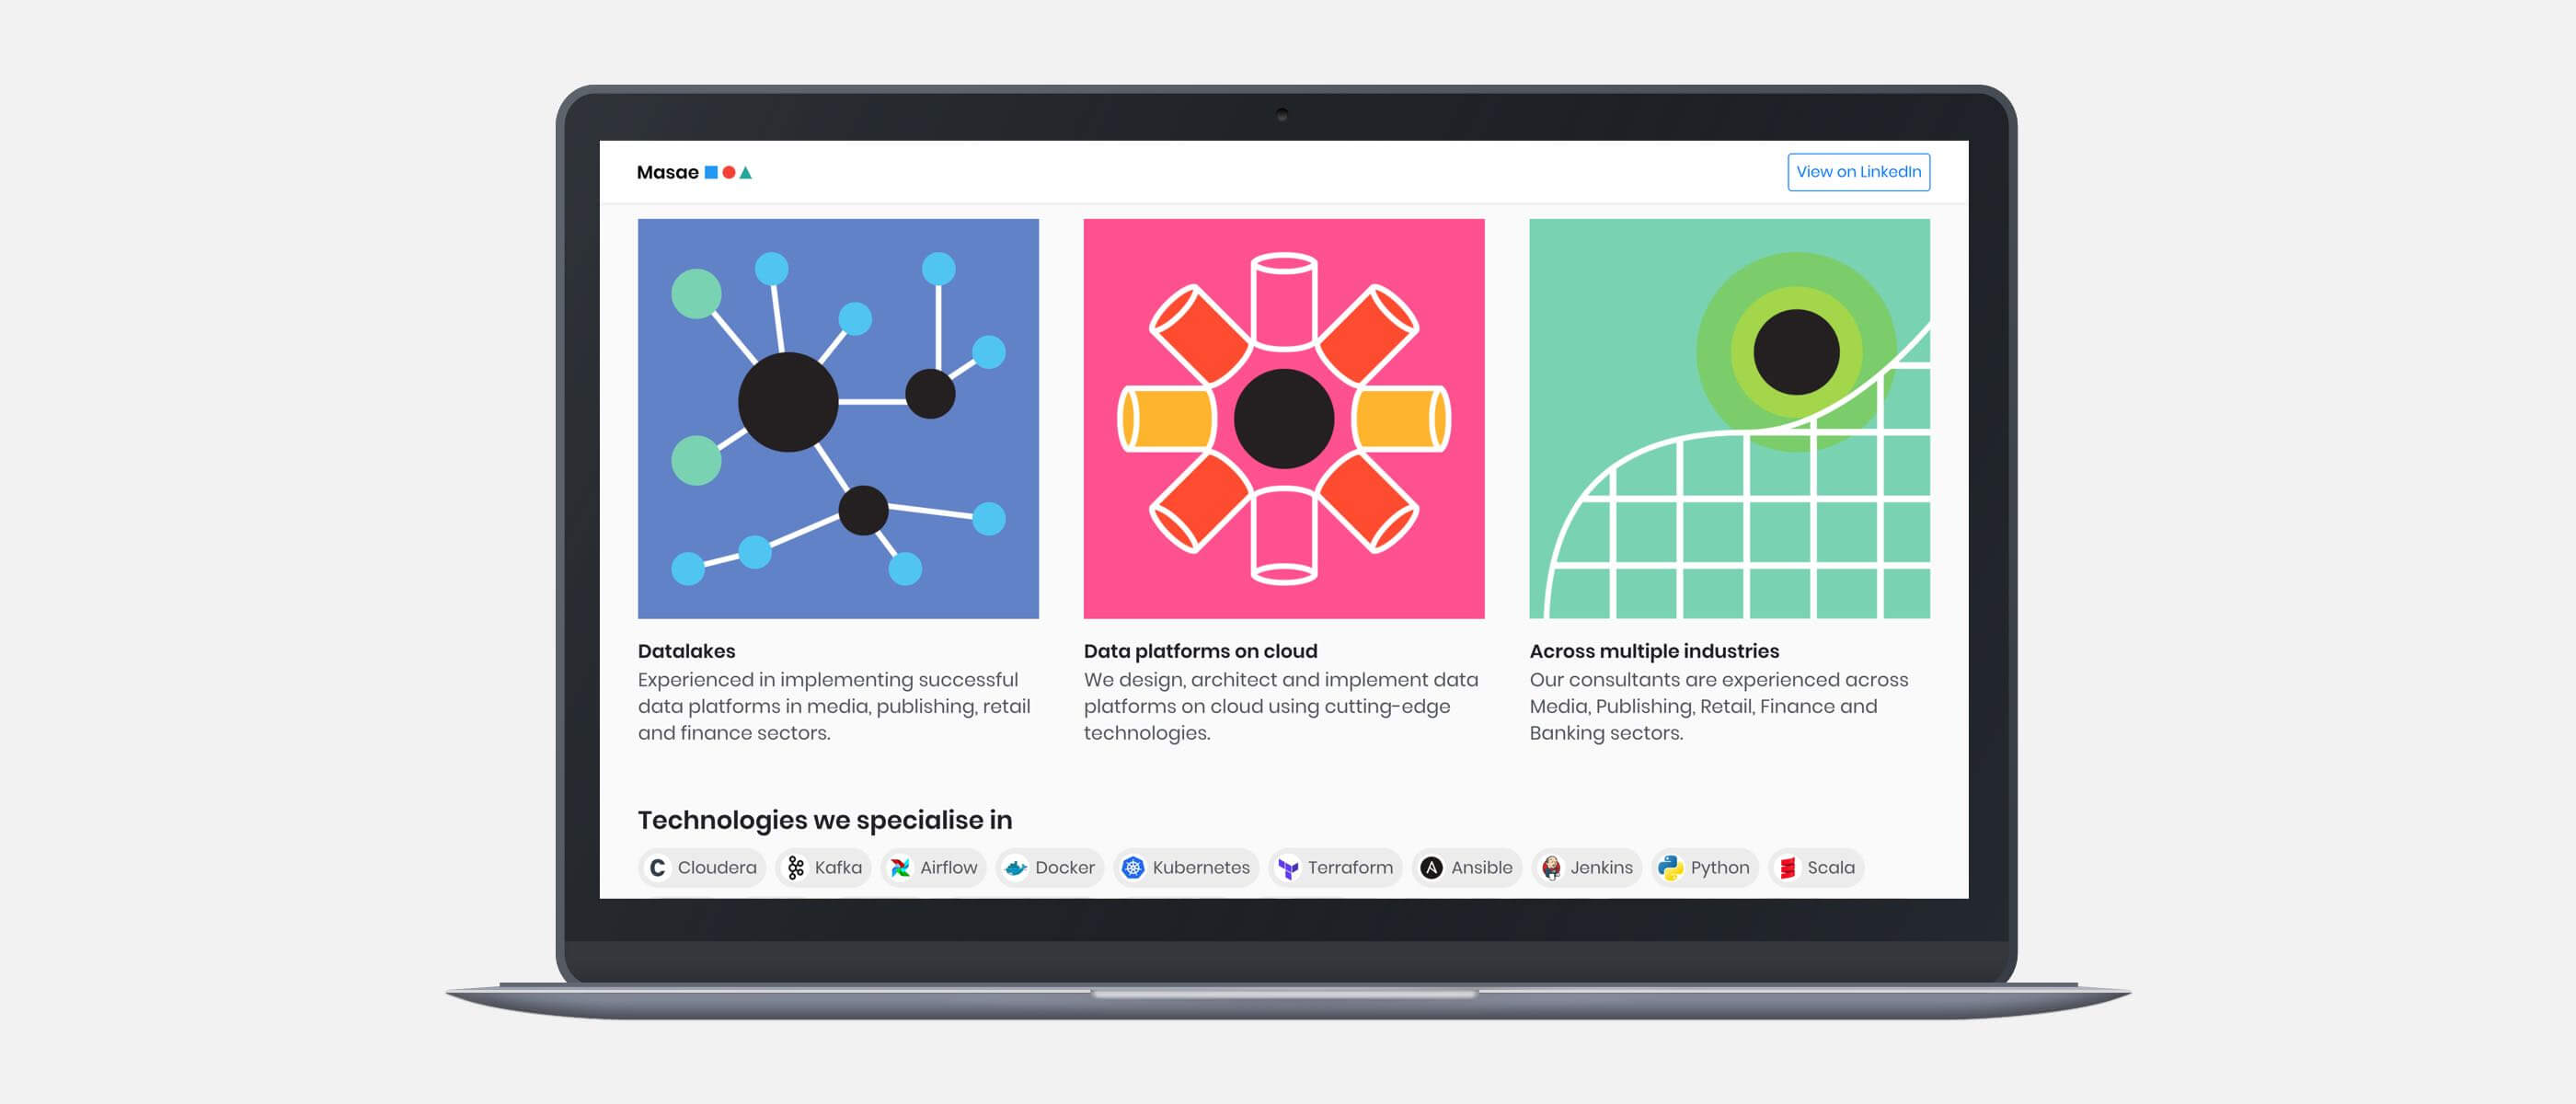 Masae
View on LinkedIn
Datalakes
Experienced in implementing successful
data platforms in media, publishing, retail
and finance sectors.
Data platforms on cloud
We design, architect and implement data
platforms on cloud using cutting-edge
technologies.
Across multiple industries
Our consultants are experienced across
Media, Publishing, Retail, Finance and
Banking sectors.
Technologies we specialise in
Cloudera Kafka Airflow Docker Kubernetes Terraform Ansible Jenkins Python Scala